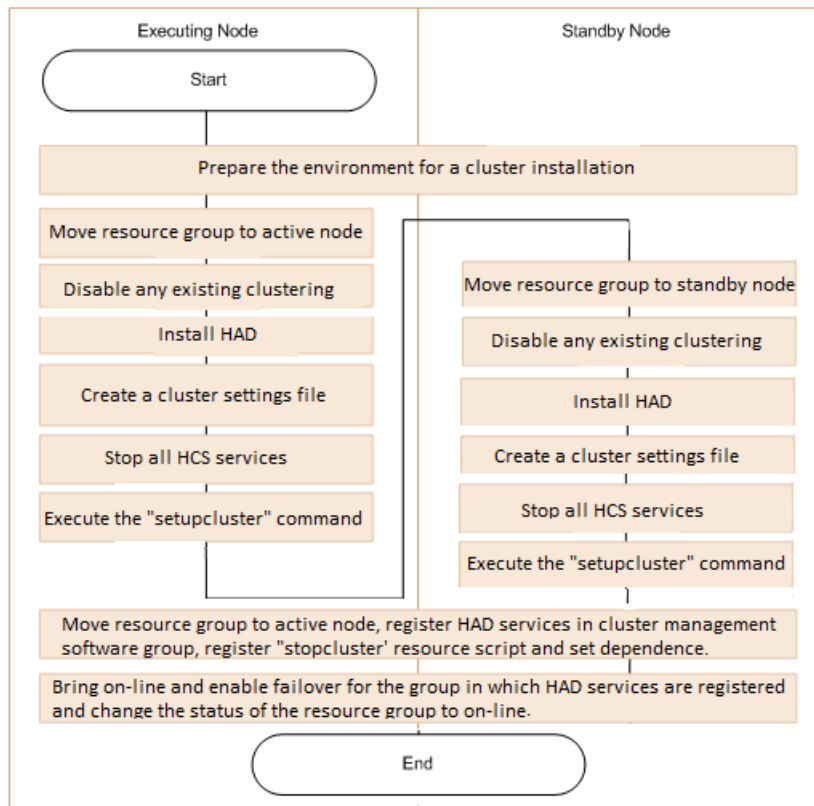 Executing Node
Standby Node
Start
Prepare the environment for a cluster installation
Move resource group to active node
Disable any existing clustering
Install HAD
Create a cluster settings file
Stop all HCS services
Execute the "setupcluster" command
Move resource group to standby node
Disable any existing clustering
Install HAD
Create a cluster settings file
Stop all HCS services
Execute the "setupcluster" command
Move resource group to active node, register HAD services in cluster management
software group, register "stopcluster' resource script and set dependence.
Bring on-line and enable failover for the group in which HAD services are registered
and change the status of the resource group to on-line.
End